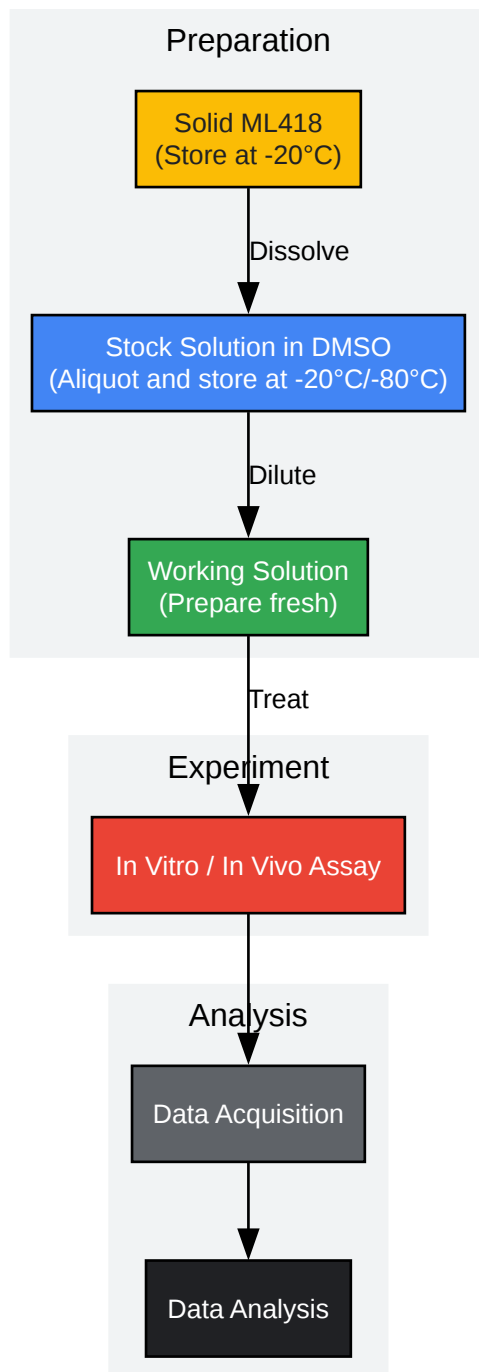 Preparation
Solid ML418
(Store at -20°C)
Dissolve
Stock Solution in DMSO
(Aliquot and store at -20°C/-80°C)
Dilute
Working Solution
(Prepare fresh)
Treat
Experiment
In Vitro / In Vivo Assay
Analysis
Data Acquisition
Data Analysis